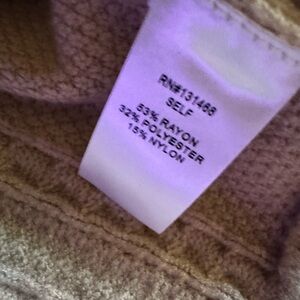 RN#131468
SELF
53% RAYON
32% POLYESTER
15% NYLON